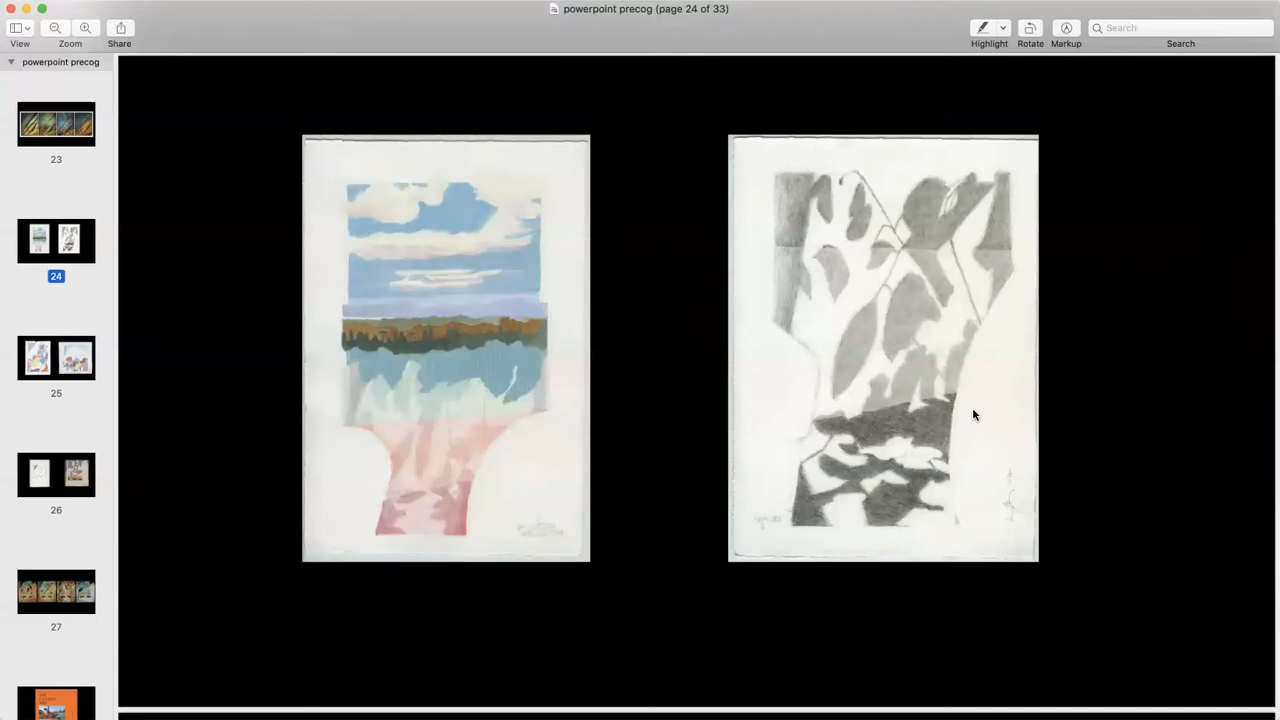 powerpoint precog (page 24 of 33)
View
Zoom
Share
Highlight
Rotate
Markup
Search
Search
powerpoint precog
23
24
25
26
27